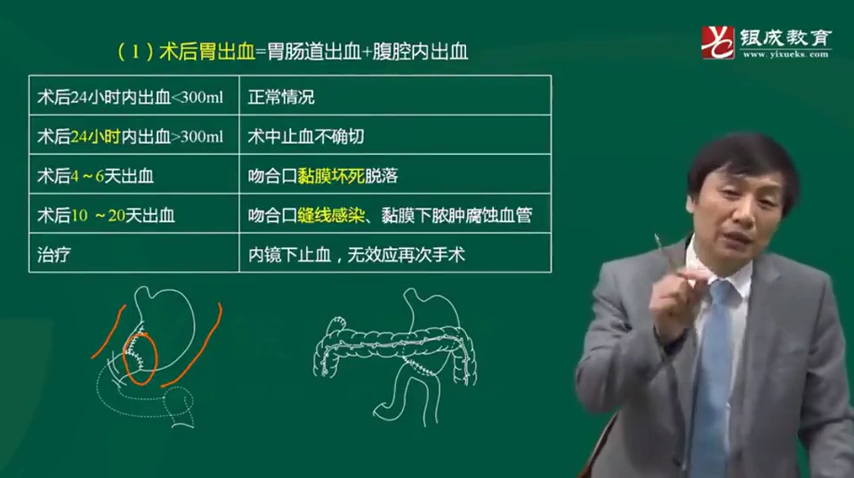 银成教育
www.yixueks.com
（1）术后胃出血=胃肠道出血+腹腔内出血
术后24小时内出血<300ml 正常情况
术后24小时内出血>300ml 术中止血不确切
术后4～6天出血 吻合口黏膜坏死脱落
术后10 ～20天出血 吻合口缝线感染、黏膜下脓肿腐蚀血管
治疗 内镜下止血，无效应再次手术